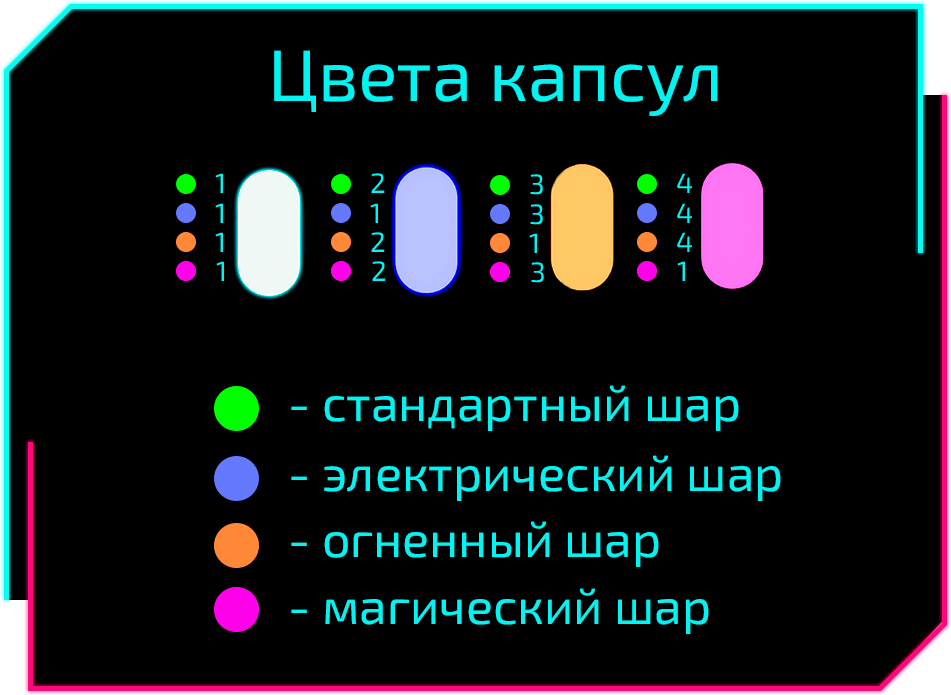 Цвета капсул
1 2 3 4
1 1 3 4
1 2 1 4
1 2 3 1
- стандартный шар
- электрический шар
- огненный шар
- магический шар